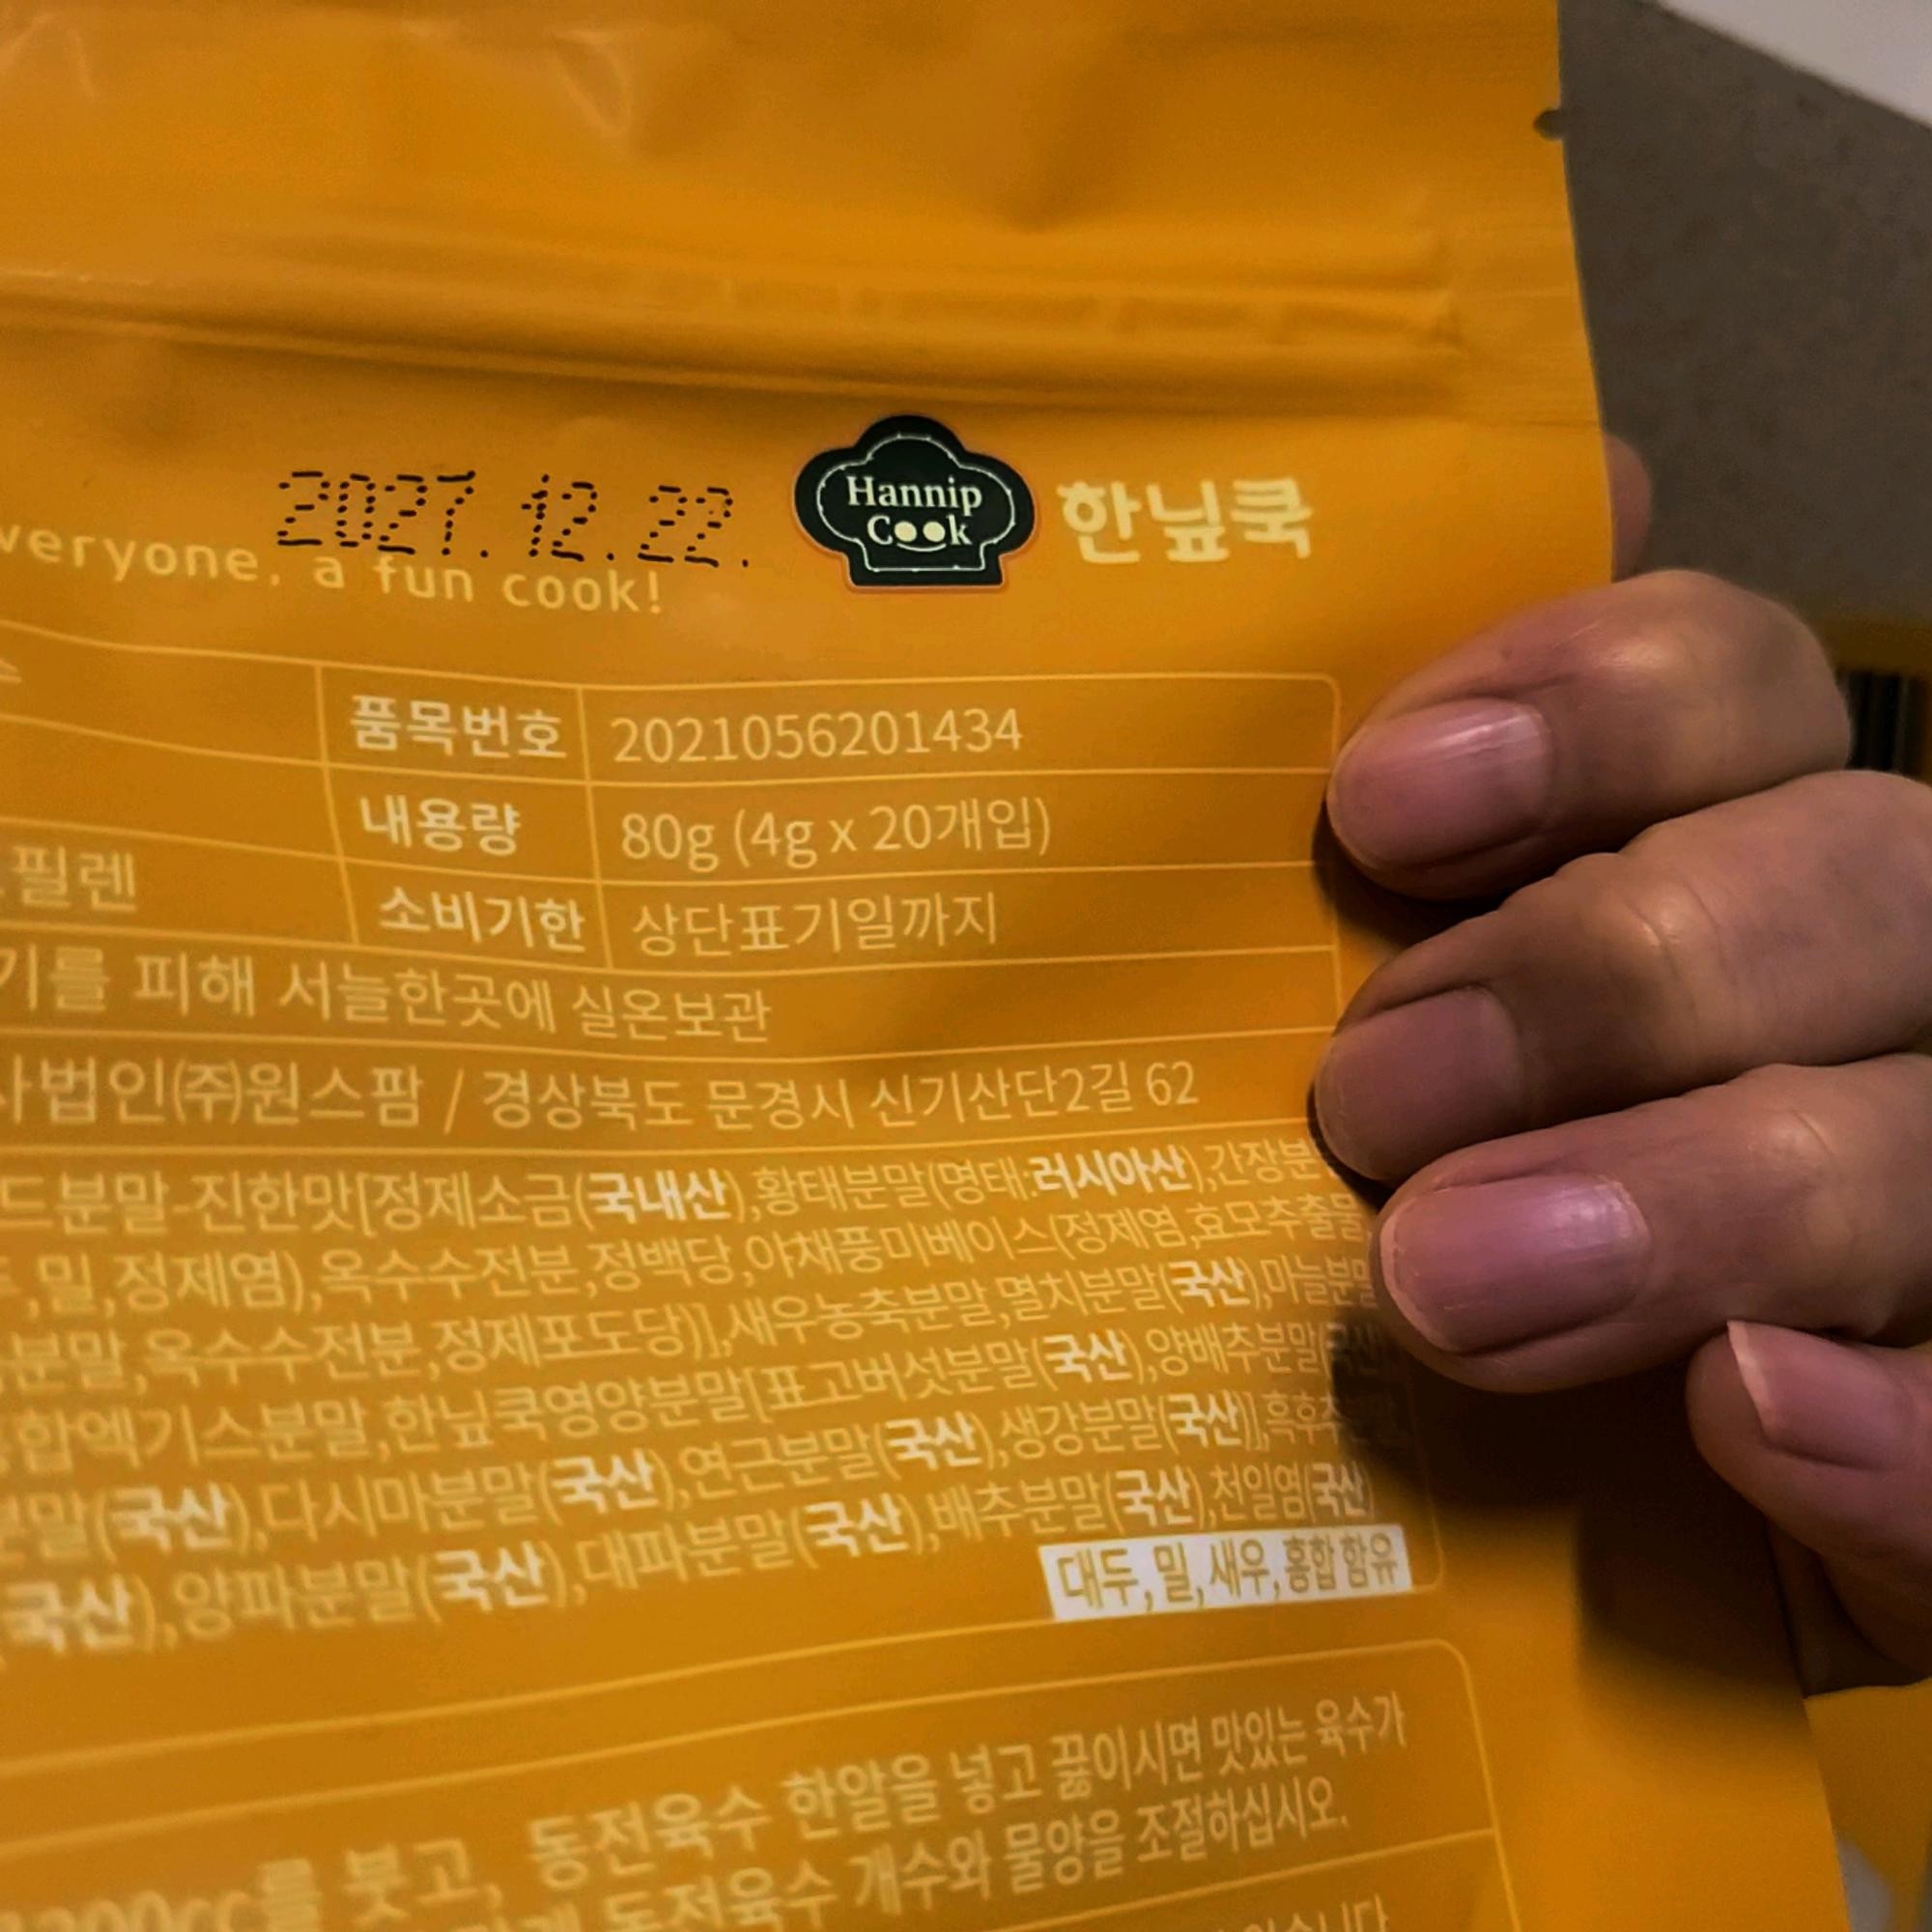 2027.12.22.
Hannip
Cook
한닢쿡
veryone, a fun cook!
품목번호 2021056201434
내용량 80g (4g x 20개입)
필렌 소비기한 상단표기일까지
기를 피해 서늘한곳에 실온보관
사법인㈜원스팜 / 경상북도 문경시 신기산단2길 62
드분말-진한맛[정제소금(국내산),황태분말(명태:러시아산),간장분
,밀,정제염),옥수수전분,정백당,야채풍미베이스(정제염,효모추출물,
분말,옥수수전분,정제포도당)],새우농축분말,멸치분말(국산),마늘분말
합엑기스분말,한닢쿡영양분말[표고버섯분말(국산),양배추분말(국산)
분말(국산),다시마분말(국산),연근분말(국산),생강분말(국산)],흑후추
국산),양파분말(국산),대파분말(국산),배추분말(국산),천일염(국산)
대두,밀,새우,홍합 함유
를 붓고, 동전육수 한알을 넣고 끓이시면 맛있는 육수가
동전육수 개수와 물양을 조절하십시오.